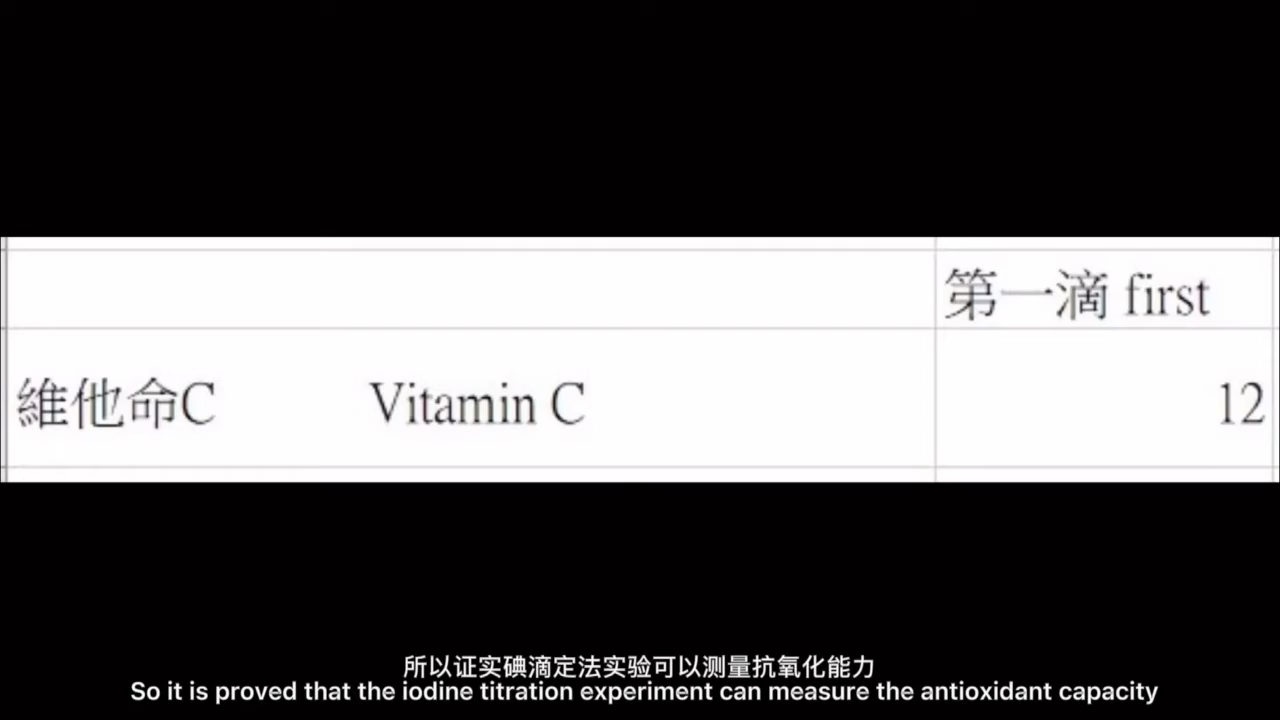 第一滴 first
維他命C Vitamin C 12
所以证实碘滴定法实验可以测量抗氧化能力
So it is proved that the iodine titration experiment can measure the antioxidant capacity